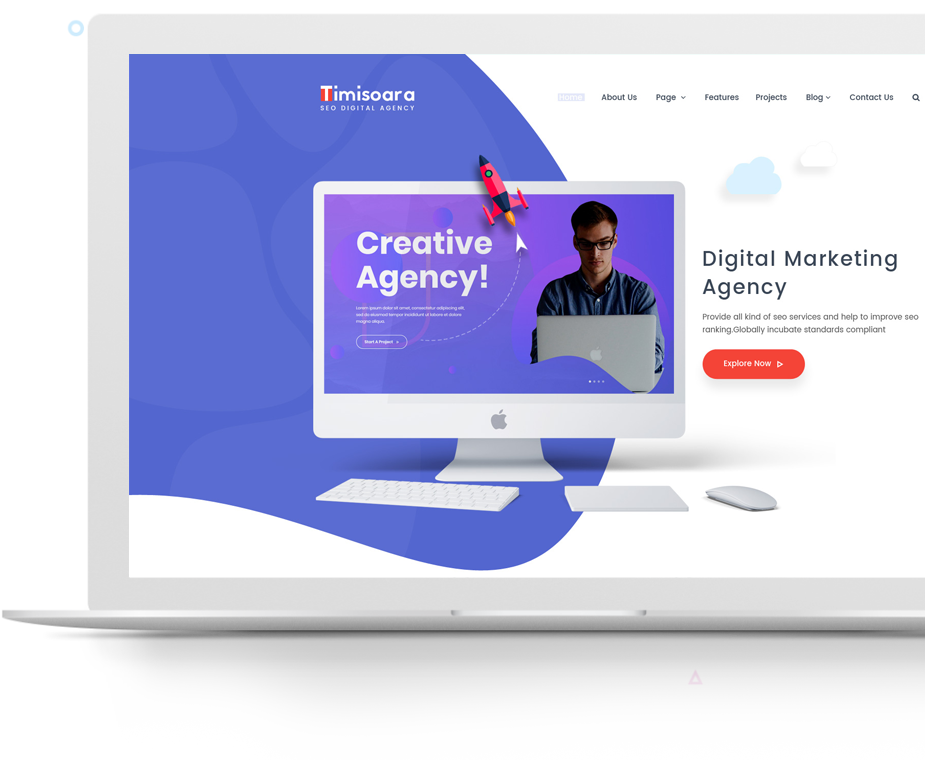 Timisoara
SEO DIGITAL AGENCY
Home
About Us
Page
Features
Projects
Blog
Contact Us
Creative
Agency!
Lorem ipsum dolor sit amet, consectetur adipiscing elit,
sed do eiusmod tempor incididunt ut labore et dolore
magna aliqua.
Start A Project
Digital Marketing
Agency
Provide all kind of seo services and help to improve seo
ranking.Globally incubate standards compliant
Explore Now